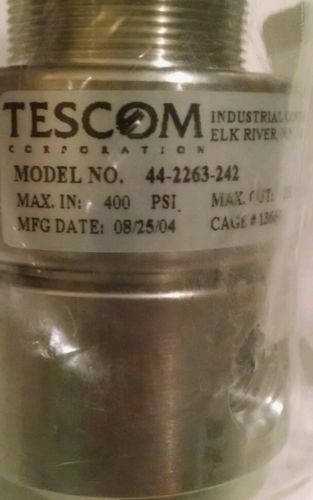 TESCOM
CORPORATION
INDUSTRIAL
ELK RIVER,
MODEL NO. 44-2263-242
MAX. IN: 400 PSI MAX. OUT:
MFG DATE: 08/25/04 CAGE #